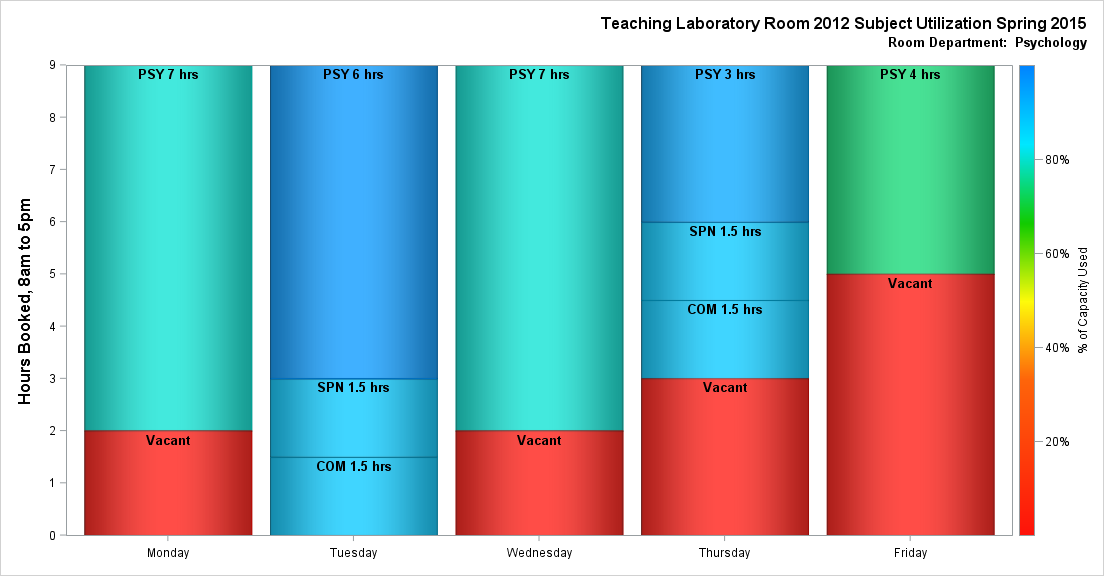 Teaching Laboratory Room 2012 Subject Utilization Spring 2015
Room Department: Psychology
Hours Booked, 8am to 5pm
9
8
7
6
5
4
3
2
1
0
PSY 7 hrs
Vacant
PSY 6 hrs
SPN 1.5 hrs
COM 1.5 hrs
PSY 7 hrs
Vacant
PSY 3 hrs
SPN 1.5 hrs
COM 1.5 hrs
Vacant
PSY 4 hrs
Vacant
Monday
Tuesday
Wednesday
Thursday
Friday
80%
60%
40%
20%
% of Capacity Used